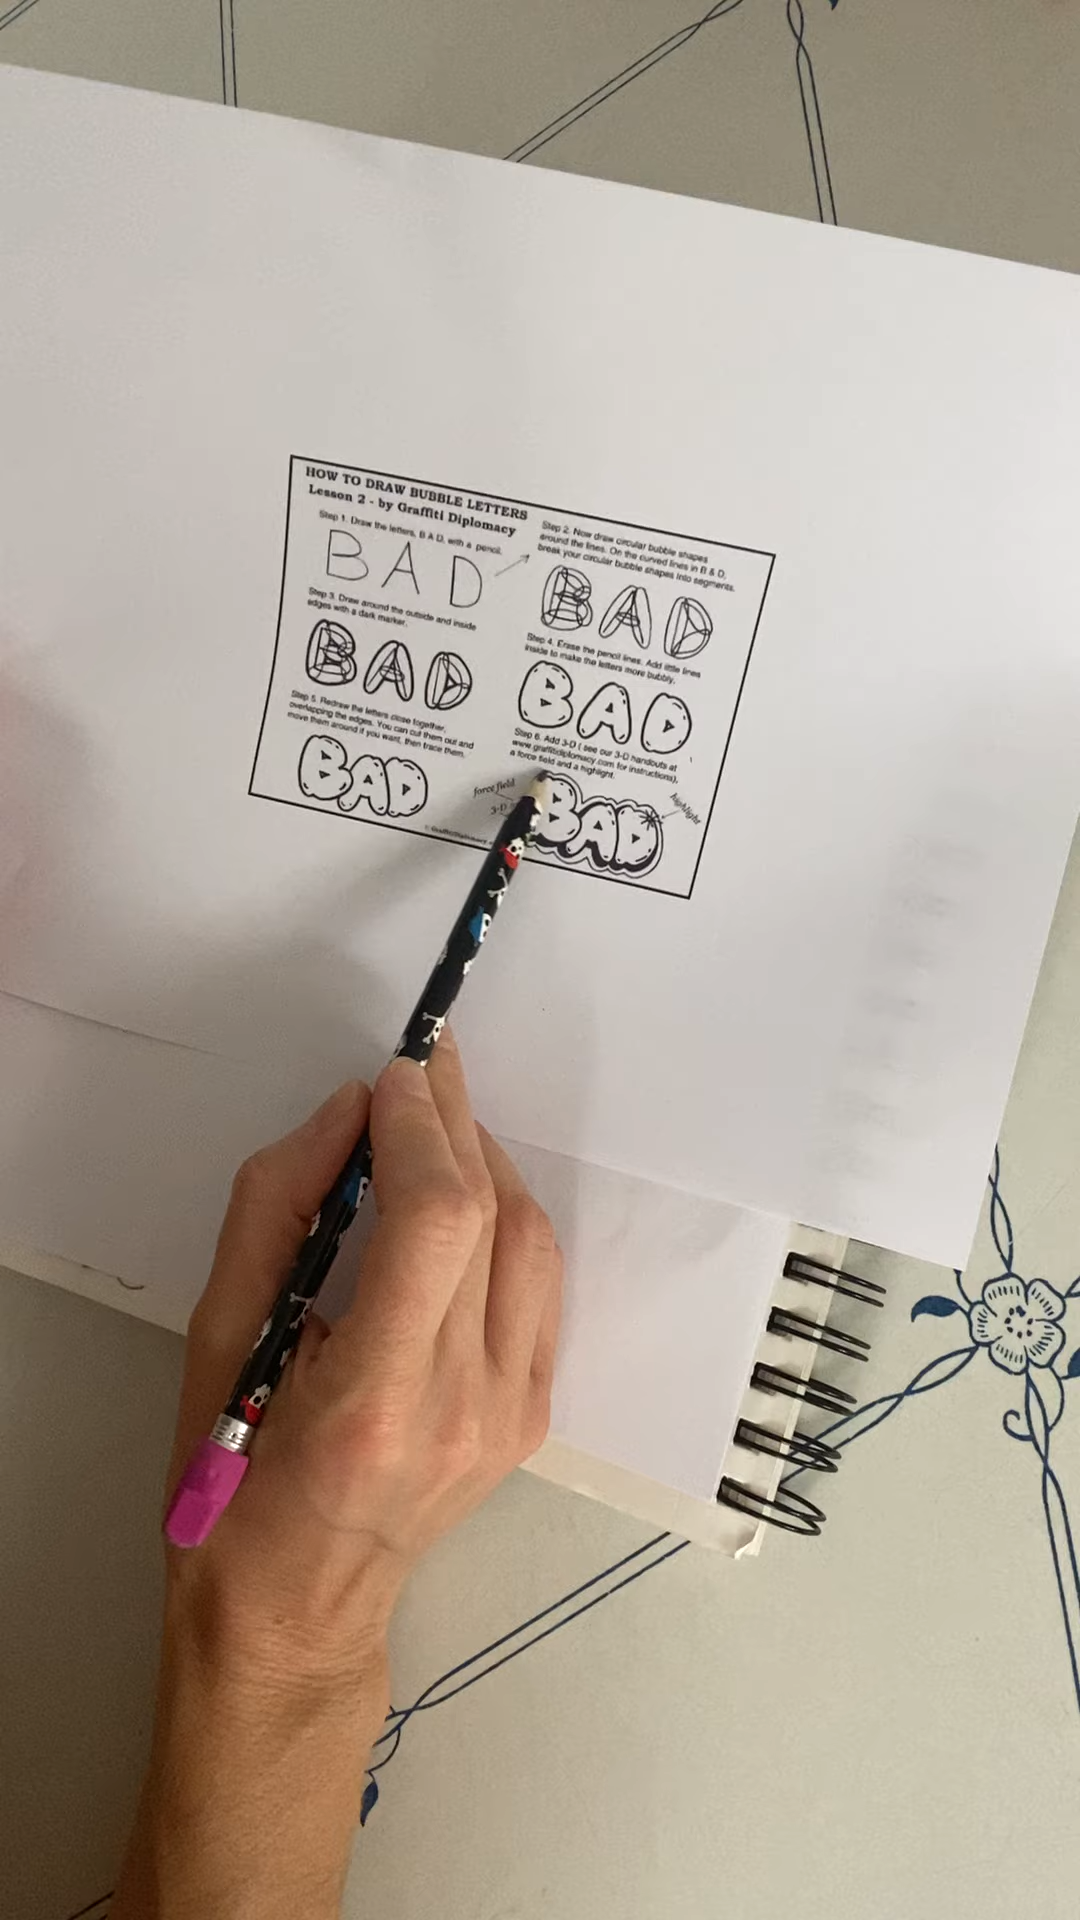 HOW TO DRAW BUBBLE LETTERS
Lesson 2 - by Graffiti Diplomacy
Step 1. Draw the letters, B A D, with a pencil.
BAD
Step 2. Now draw circular bubble shapes
around the lines. On the curved lines in B & D,
break your circular bubble shapes into segments.
BAD
Step 3. Draw around the outside and inside
edges with a dark marker.
BAD
Step 4. Erase the pencil lines. Add little lines
inside to make the letters more bubbly.
BAD
Step 5. Redraw the letters close together,
overlapping the edges. You can cut them out and
move them around if you want, then trace them.
BAD
Step 6. Add 3-D ( see our 3-D handouts at
www.graffitidiplomacy.com for instructions),
a force field and a highlight.
force field
3-D
highlight
BAD